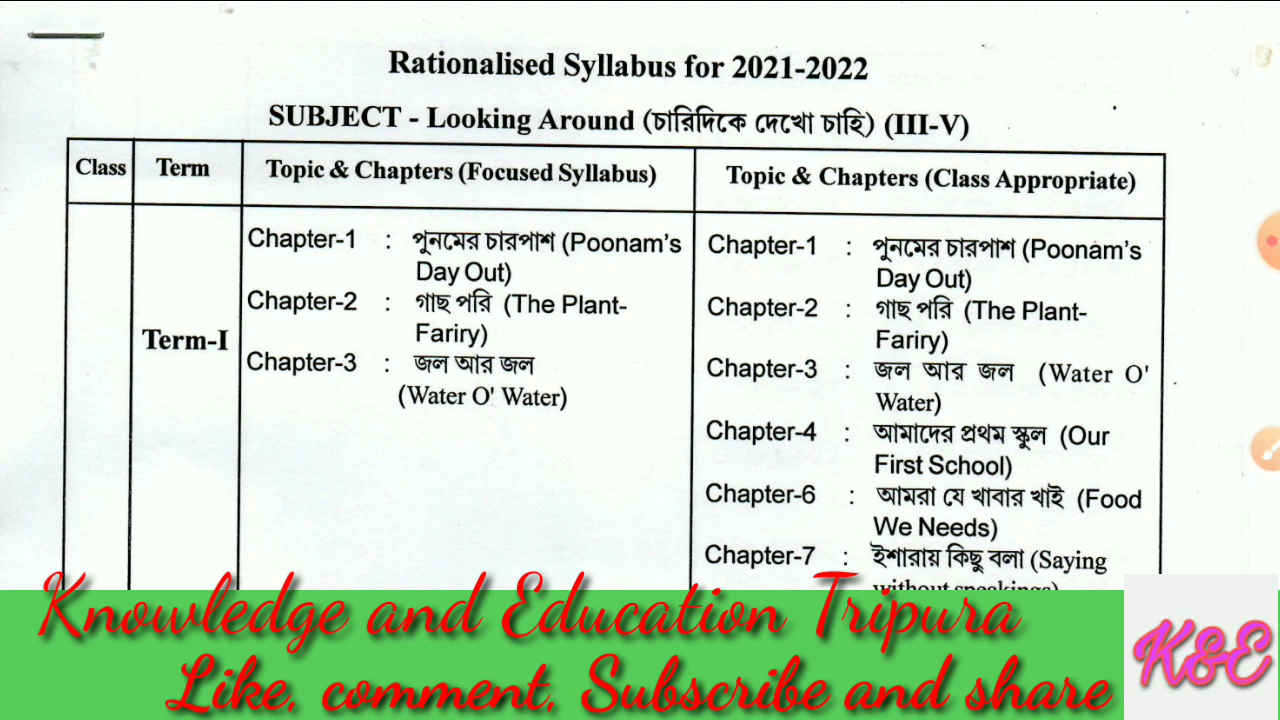 Rationalised Syllabus for 2021-2022
SUBJECT - Looking Around (চারিদিকে দেখো চাহি) (III-V)
Class Term Topic & Chapters (Focused Syllabus) Topic & Chapters (Class Appropriate)
Term-I
Chapter-1 : পুনমের চারপাশ (Poonam's
Day Out)
Chapter-2 : গাছ পরি (The Plant-
Fariry)
Chapter-3 : জল আর জল
(Water O' Water)
Chapter-1 : পুনমের চারপাশ (Poonam's
Day Out)
Chapter-2 : গাছ পরি (The Plant-
Fariry)
Chapter-3 : জল আর জল (Water O'
Water)
Chapter-4 : আমাদের প্রথম স্কুল (Our
First School)
Chapter-6 : আমরা যে খাবার খাই (Food
We Needs)
Chapter-7 : ইশারায় কিছু বলা (Saying
without speakings)
Knowledge and Education Tripura
Like, comment, Subscribe and share
K&E